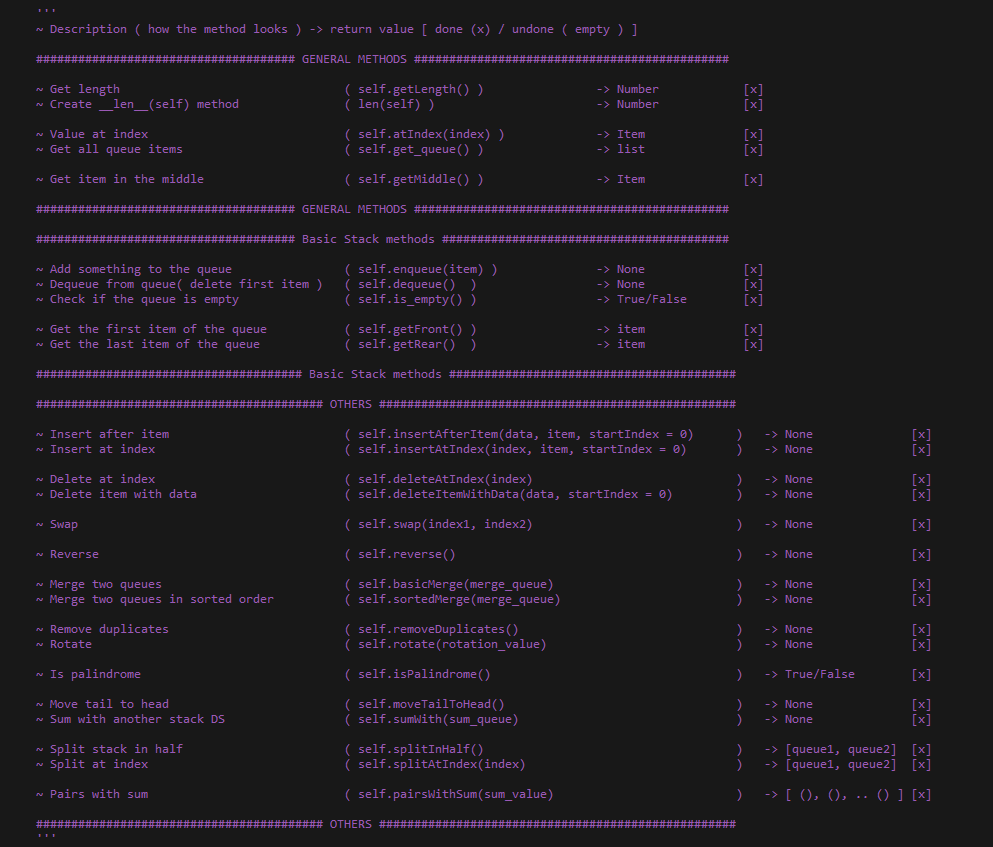 '''
~ Description ( how the method looks ) -> return value [ done (x) / undone ( empty ) ]
##################################### GENERAL METHODS #############################################
~ Get length ( self.getLength() ) -> Number [x]
~ Create __len__(self) method ( len(self) ) -> Number [x]
~ Value at index ( self.atIndex(index) ) -> Item [x]
~ Get all queue items ( self.get_queue() ) -> list [x]
~ Get item in the middle ( self.getMiddle() ) -> Item [x]
##################################### GENERAL METHODS #############################################
##################################### Basic Stack methods #########################################
~ Add something to the queue ( self.enqueue(item) ) -> None [x]
~ Dequeue from queue( delete first item ) ( self.dequeue() ) -> None [x]
~ Check if the queue is empty ( self.is_empty() ) -> True/False [x]
~ Get the first item of the queue ( self.getFront() ) -> item [x]
~ Get the last item of the queue ( self.getRear() ) -> item [x]
###################################### Basic Stack methods #########################################
######################################### OTHERS ###################################################
~ Insert after item ( self.insertAfterItem(data, item, startIndex = 0) ) -> None [x]
~ Insert at index ( self.insertAtIndex(index, item, startIndex = 0) ) -> None [x]
~ Delete at index ( self.deleteAtIndex(index) ) -> None [x]
~ Delete item with data ( self.deleteItemWithData(data, startIndex = 0) ) -> None [x]
~ Swap ( self.swap(index1, index2) ) -> None [x]
~ Reverse ( self.reverse() ) -> None [x]
~ Merge two queues ( self.basicMerge(merge_queue) ) -> None [x]
~ Merge two queues in sorted order ( self.sortedMerge(merge_queue) ) -> None [x]
~ Remove duplicates ( self.removeDuplicates() ) -> None [x]
~ Rotate ( self.rotate(rotation_value) ) -> None [x]
~ Is palindrome ( self.isPalindrome() ) -> True/False [x]
~ Move tail to head ( self.moveTailToHead() ) -> None [x]
~ Sum with another stack DS ( self.sumWith(sum_queue) ) -> None [x]
~ Split stack in half ( self.splitInHalf() ) -> [queue1, queue2] [x]
~ Split at index ( self.splitAtIndex(index) ) -> [queue1, queue2] [x]
~ Pairs with sum ( self.pairsWithSum(sum_value) ) -> [ (), (), .. () ] [x]
######################################### OTHERS ###################################################
'''